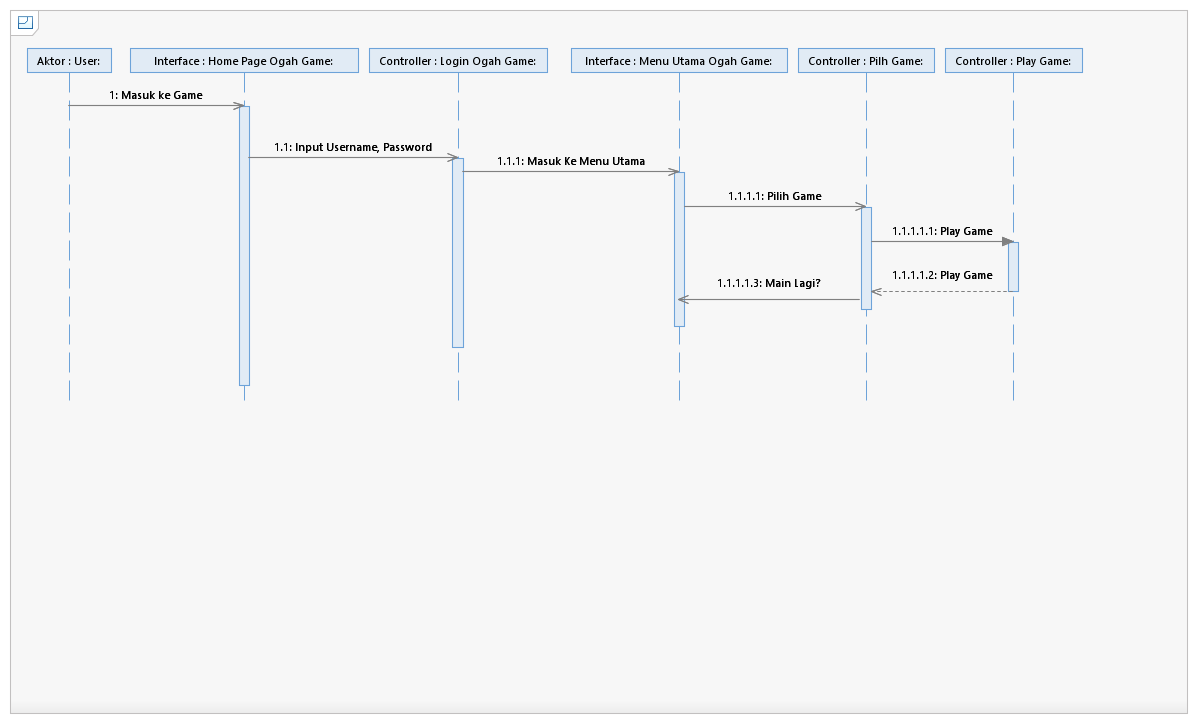 Aktor : User:
Interface : Home Page Ogah Game:
Controller : Login Ogah Game:
Interface : Menu Utama Ogah Game:
Controller : Pilh Game:
Controller : Play Game:
1: Masuk ke Game
1.1: Input Username, Password
1.1.1: Masuk Ke Menu Utama
1.1.1.1: Pilih Game
1.1.1.1.1: Play Game
1.1.1.1.2: Play Game
1.1.1.1.3: Main Lagi?